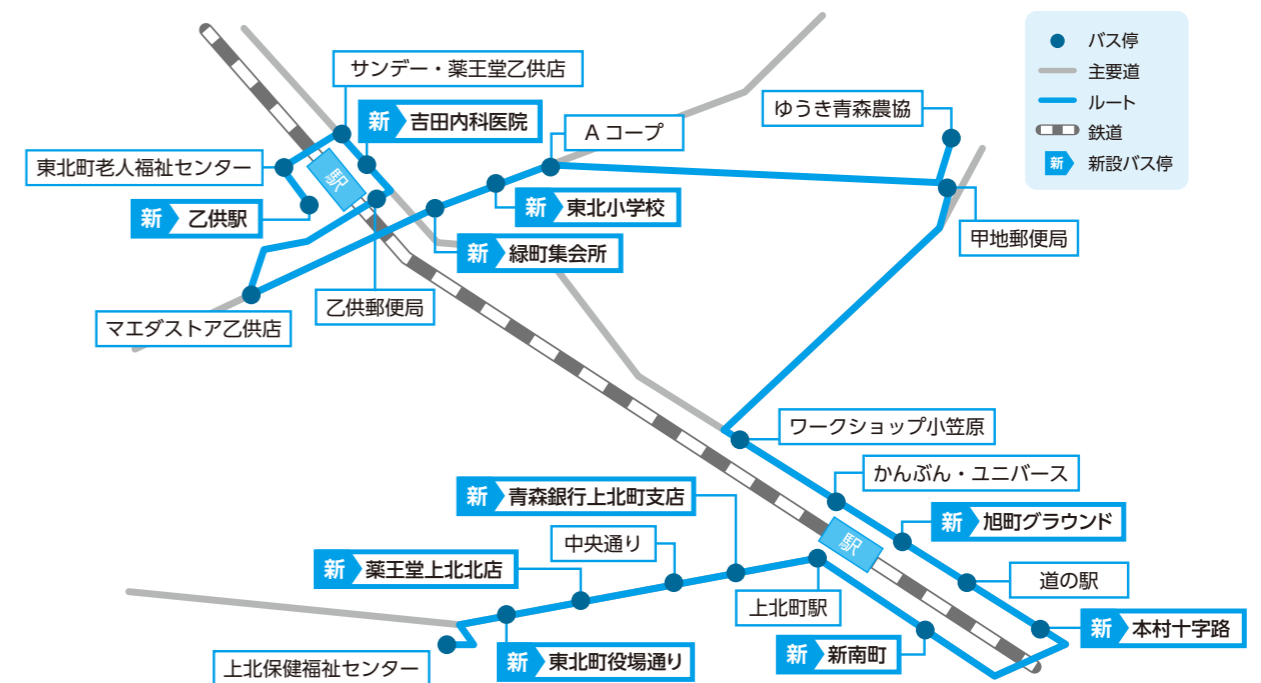 サンデー・薬王堂乙供店
新 吉田内科医院
東北町老人福祉センター
駅
新 乙供駅
A コープ
ゆうき青森農協
新 東北小学校
甲地郵便局
新 緑町集会所
乙供郵便局
マエダストア乙供店
バス停
主要道
ルート
鉄道
新 新設バス停
ワークショップ小笠原
かんぶん・ユニバース
新 青森銀行上北町支店
新 旭町グラウンド
中央通り
駅
新 薬王堂上北北店
道の駅
上北町駅
新 本村十字路
上北保健福祉センター
新 東北町役場通り
新 新南町